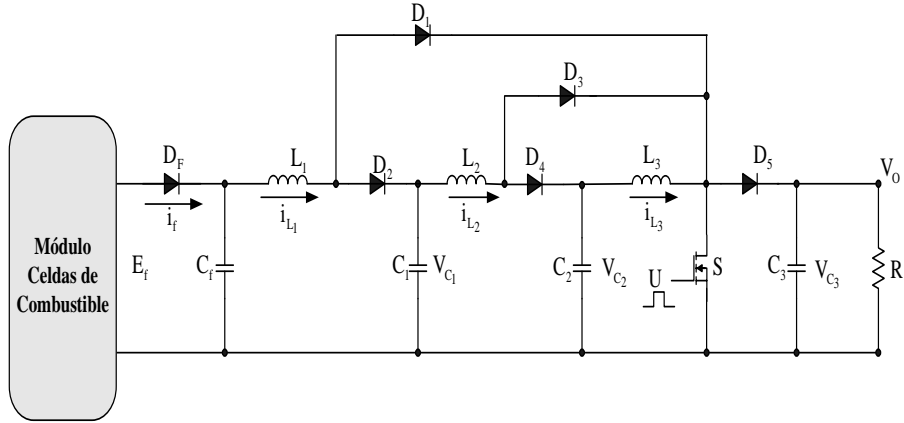 D1
D3
DF
L1
D2
L2
D4
L3
D5
VO
if
iL1
iL2
iL3
Módulo
Celdas de
Combustible
Ef
Cf
C1
VC1
C2
VC2
U
S
C3
VC3
R